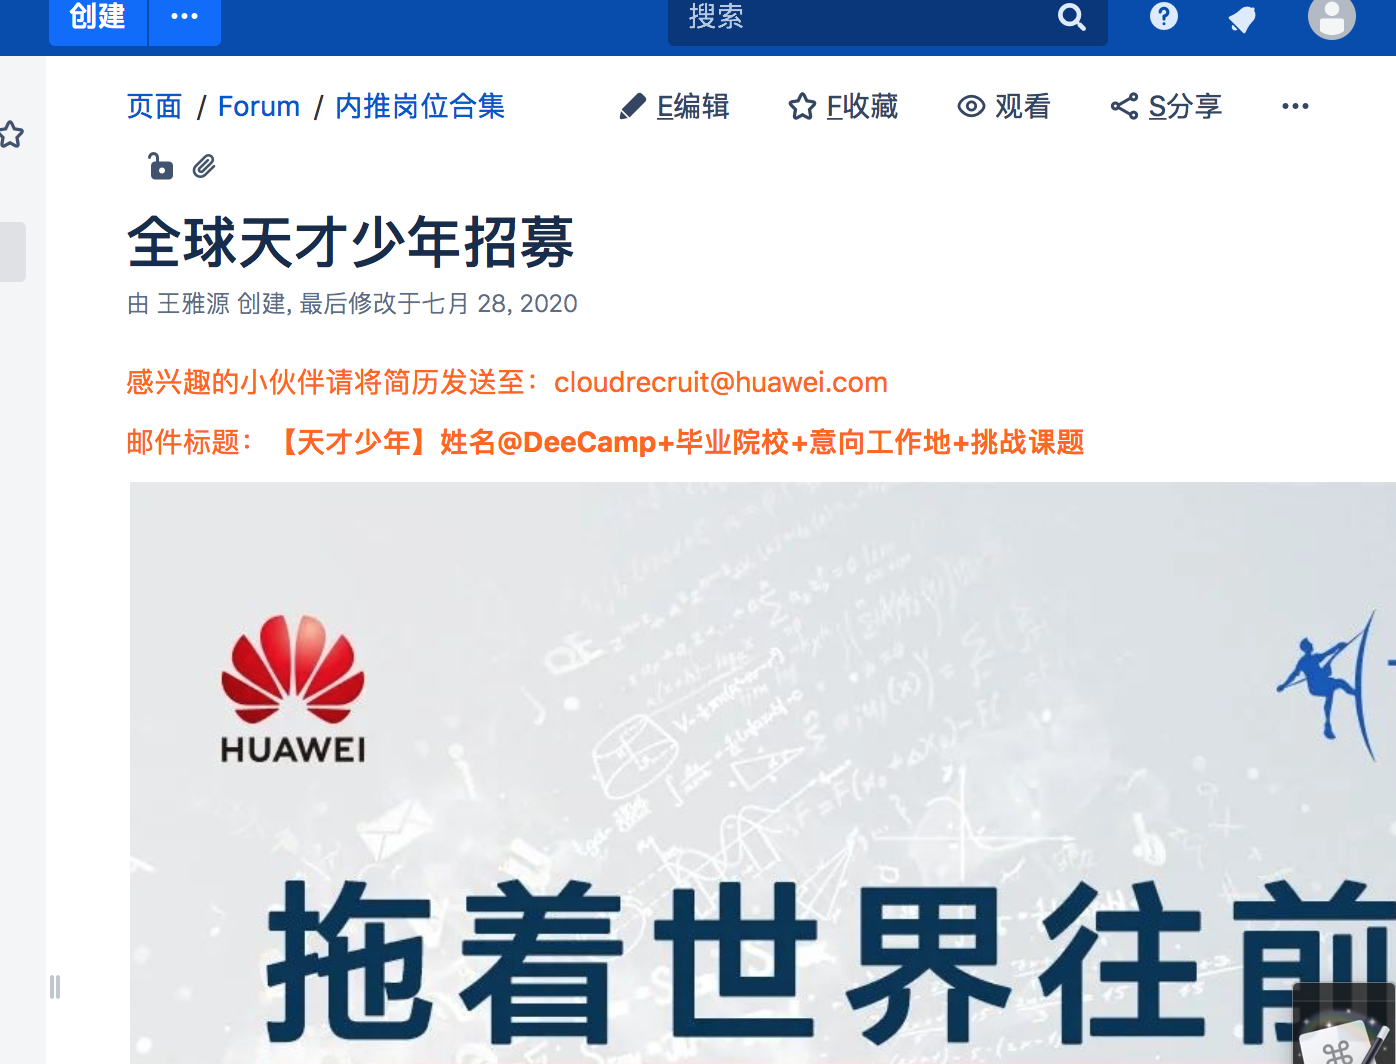 创建 ···
搜索
页面 / Forum / 内推岗位合集
E编辑 F收藏 观看 S分享 ···
全球天才少年招募
由 王雅源 创建, 最后修改于七月 28, 2020
感兴趣的小伙伴请将简历发送至：cloudrecruit@huawei.com
邮件标题：【天才少年】姓名@DeeCamp+毕业院校+意向工作地+挑战课题
HUAWEI
拖着世界往前